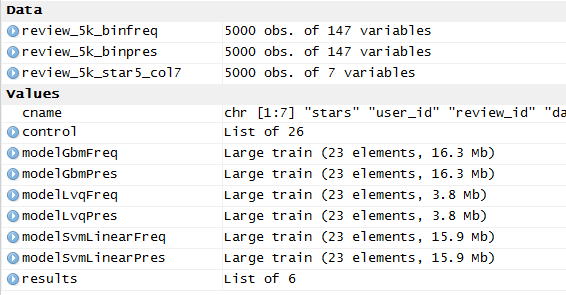 Data
review_5k_binfreq 5000 obs. of 147 variables
review_5k_binpres 5000 obs. of 147 variables
review_5k_star5_col7 5000 obs. of 7 variables
Values
cname chr [1:7] "stars" "user_id" "review_id" "da
control List of 26
modelGbmFreq Large train (23 elements, 16.3 Mb)
modelGbmPres Large train (23 elements, 16.3 Mb)
modelLvqFreq Large train (23 elements, 3.8 Mb)
modelLvqPres Large train (23 elements, 3.8 Mb)
modelSvmLinearFreq Large train (23 elements, 15.9 Mb)
modelSvmLinearPres Large train (23 elements, 15.9 Mb)
results List of 6